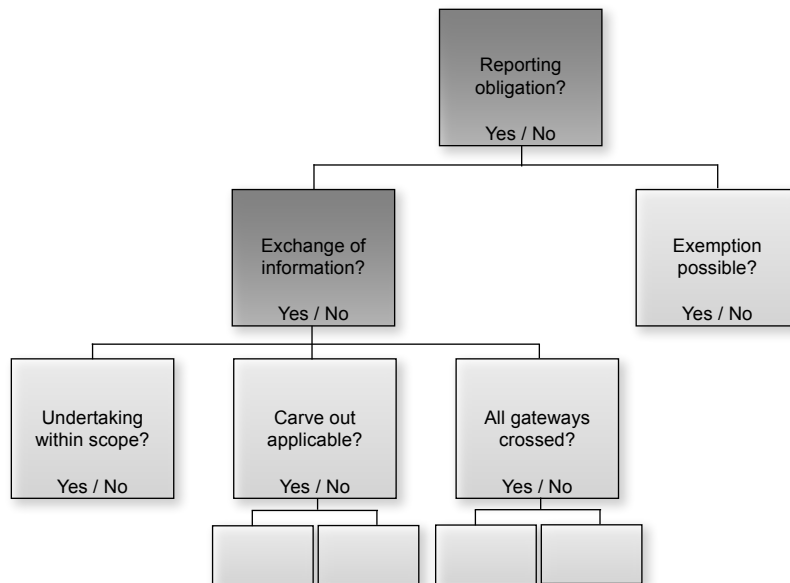 Reporting
obligation?
Yes / No
Exchange of
information?
Yes / No
Exemption
possible?
Yes / No
Undertaking
within scope?
Yes / No
Carve out
applicable?
Yes / No
All gateways
crossed?
Yes / No